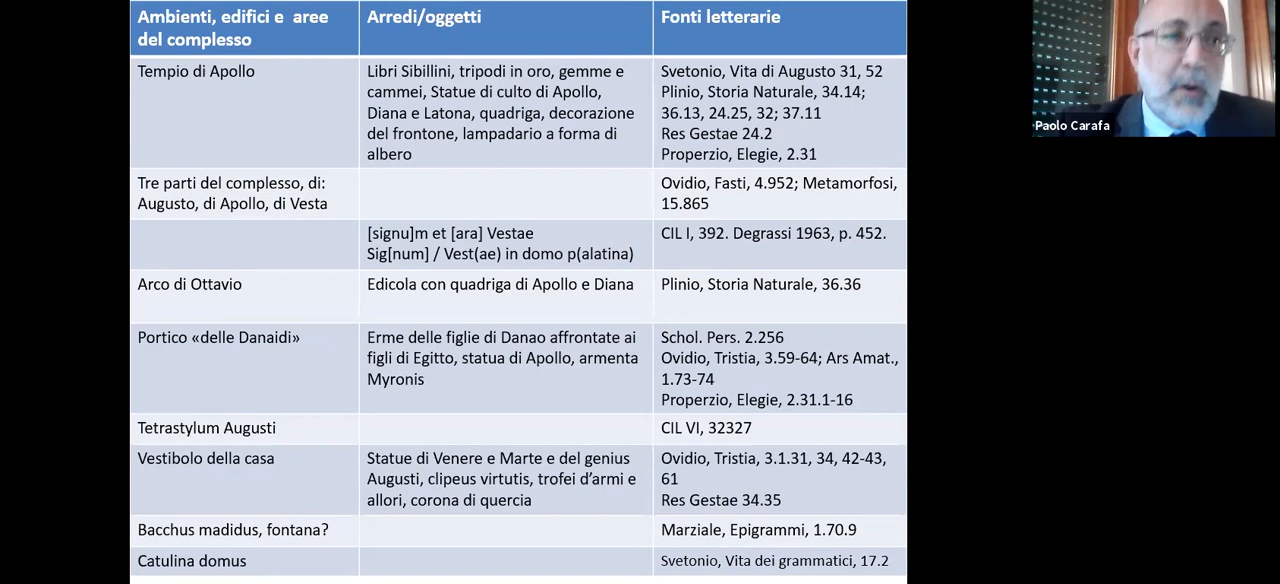 Ambienti, edifici e aree
del complesso
Arredi/oggetti
Fonti letterarie
Tempio di Apollo
Libri Sibillini, tripodi in oro, gemme e
cammei, Statue di culto di Apollo,
Diana e Latona, quadriga, decorazione
del frontone, lampadario a forma di
albero
Svetonio, Vita di Augusto 31, 52
Plinio, Storia Naturale, 34.14;
36.13, 24.25, 32; 37.11
Res Gestae 24.2
Properzio, Elegie, 2.31
Tre parti del complesso, di:
Augusto, di Apollo, di Vesta
Ovidio, Fasti, 4.952; Metamorfosi,
15.865
[signu]m et [ara] Vestae
Sig[num] / Vest(ae) in domo p(alatina)
CIL I, 392. Degrassi 1963, p. 452.
Arco di Ottavio
Edicola con quadriga di Apollo e Diana
Plinio, Storia Naturale, 36.36
Portico «delle Danaidi»
Erme delle figlie di Danao affrontate ai
figli di Egitto, statua di Apollo, armenta
Myronis
Schol. Pers. 2.256
Ovidio, Tristia, 3.59-64; Ars Amat.,
1.73-74
Properzio, Elegie, 2.31.1-16
Tetrastylum Augusti
CIL VI, 32327
Vestibolo della casa
Statue di Venere e Marte e del genius
Augusti, clipeus virtutis, trofei d'armi e
allori, corona di quercia
Ovidio, Tristia, 3.1.31, 34, 42-43,
61
Res Gestae 34.35
Bacchus madidus, fontana?
Marziale, Epigrammi, 1.70.9
Catulina domus
Svetonio, Vita dei grammatici, 17.2
Paolo Carafa